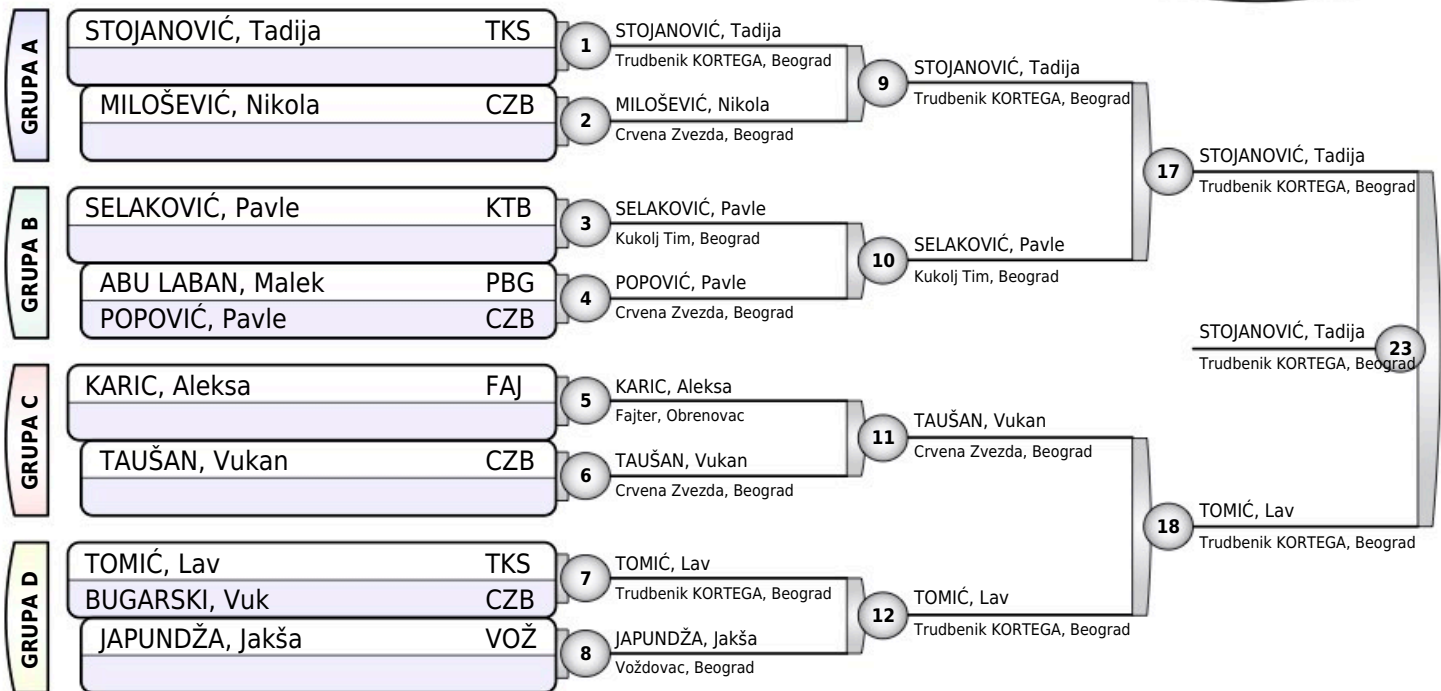 GRUPA A
STOJANOVIĆ, Tadija TKS
MILOŠEVIĆ, Nikola CZB
1
STOJANOVIĆ, Tadija
Trudbenik KORTEGA, Beograd
2
MILOŠEVIĆ, Nikola
Crvena Zvezda, Beograd
9
STOJANOVIĆ, Tadija
Trudbenik KORTEGA, Beograd
GRUPA B
SELAKOVIĆ, Pavle KTB
ABU LABAN, Malek PBG
POPOVIĆ, Pavle CZB
3
SELAKOVIĆ, Pavle
Kukolj Tim, Beograd
4
POPOVIĆ, Pavle
Crvena Zvezda, Beograd
10
SELAKOVIĆ, Pavle
Kukolj Tim, Beograd
17
STOJANOVIĆ, Tadija
Trudbenik KORTEGA, Beograd
GRUPA C
KARIC, Aleksa FAJ
TAUŠAN, Vukan CZB
5
KARIC, Aleksa
Fajter, Obrenovac
6
TAUŠAN, Vukan
Crvena Zvezda, Beograd
11
TAUŠAN, Vukan
Crvena Zvezda, Beograd
GRUPA D
TOMIĆ, Lav TKS
BUGARSKI, Vuk CZB
JAPUNDŽA, Jakša VOŽ
7
TOMIĆ, Lav
Trudbenik KORTEGA, Beograd
8
JAPUNDŽA, Jakša
Voždovac, Beograd
12
TOMIĆ, Lav
Trudbenik KORTEGA, Beograd
18
TOMIĆ, Lav
Trudbenik KORTEGA, Beograd
STOJANOVIĆ, Tadija
Trudbenik KORTEGA, Beograd
23